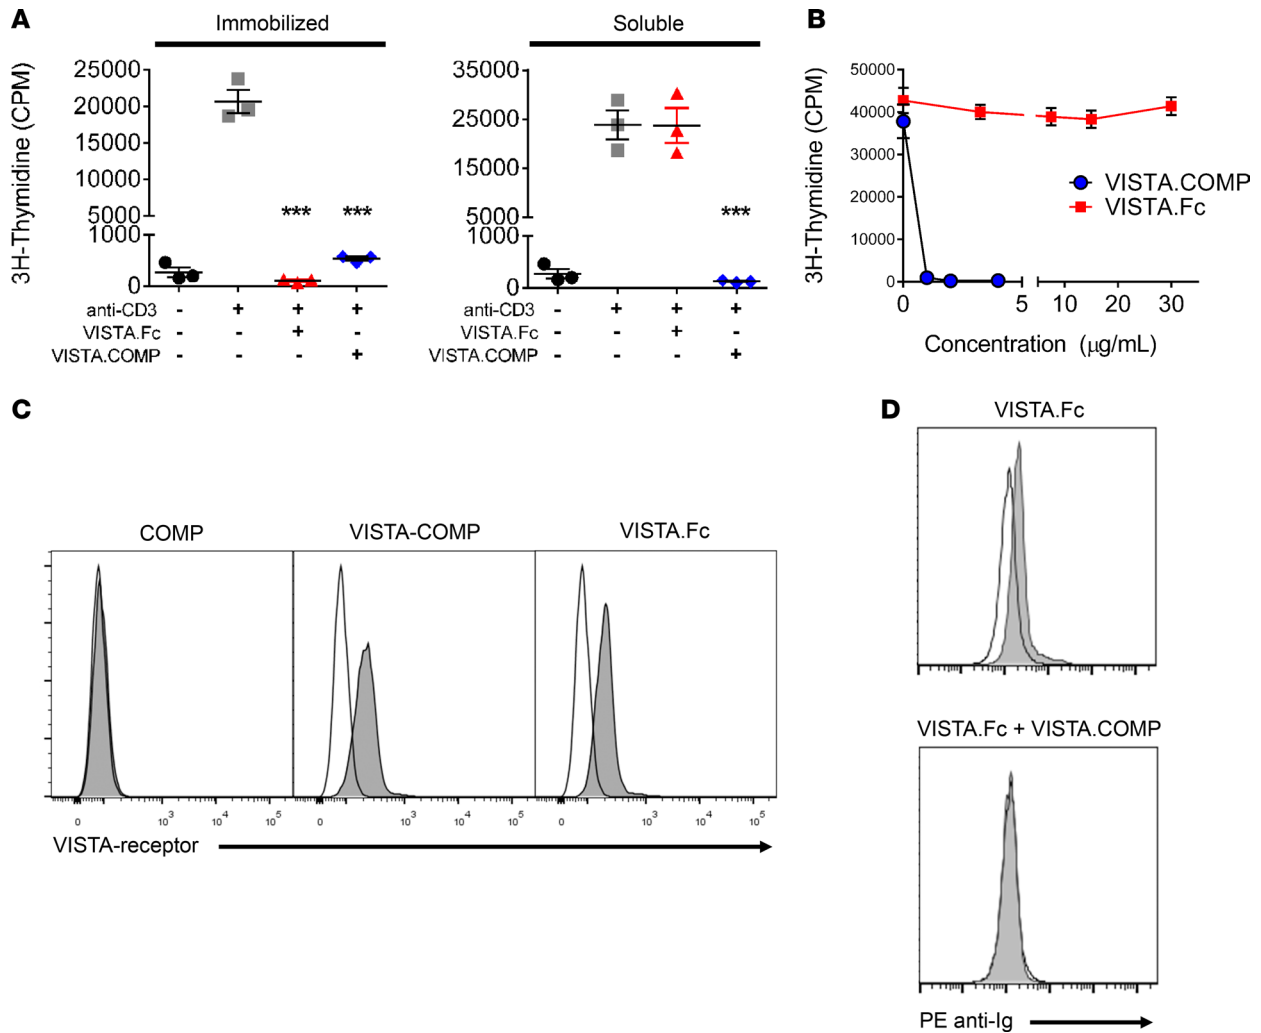 A
Immobilized
3H-Thymidine (CPM)
25000
20000
15000
10000
5000
1000
0
*** ***
anti-CD3 - + + +
VISTA.Fc - - + -
VISTA.COMP - - - +
Soluble
35000
25000
15000
5000
1000
0
***
anti-CD3 - + + +
VISTA.Fc - - + -
VISTA.COMP - - - +
B
3H-Thymidine (CPM)
50000
40000
30000
20000
10000
0
VISTA.COMP
VISTA.Fc
0 5 10 20 30
Concentration (μg/mL)
C
COMP VISTA-COMP VISTA.Fc
0 10³ 10⁴ 10⁵ 0 10³ 10⁴ 10⁵ 0 10³ 10⁴ 10⁵
VISTA-receptor
D
VISTA.Fc
VISTA.Fc + VISTA.COMP
PE anti-Ig